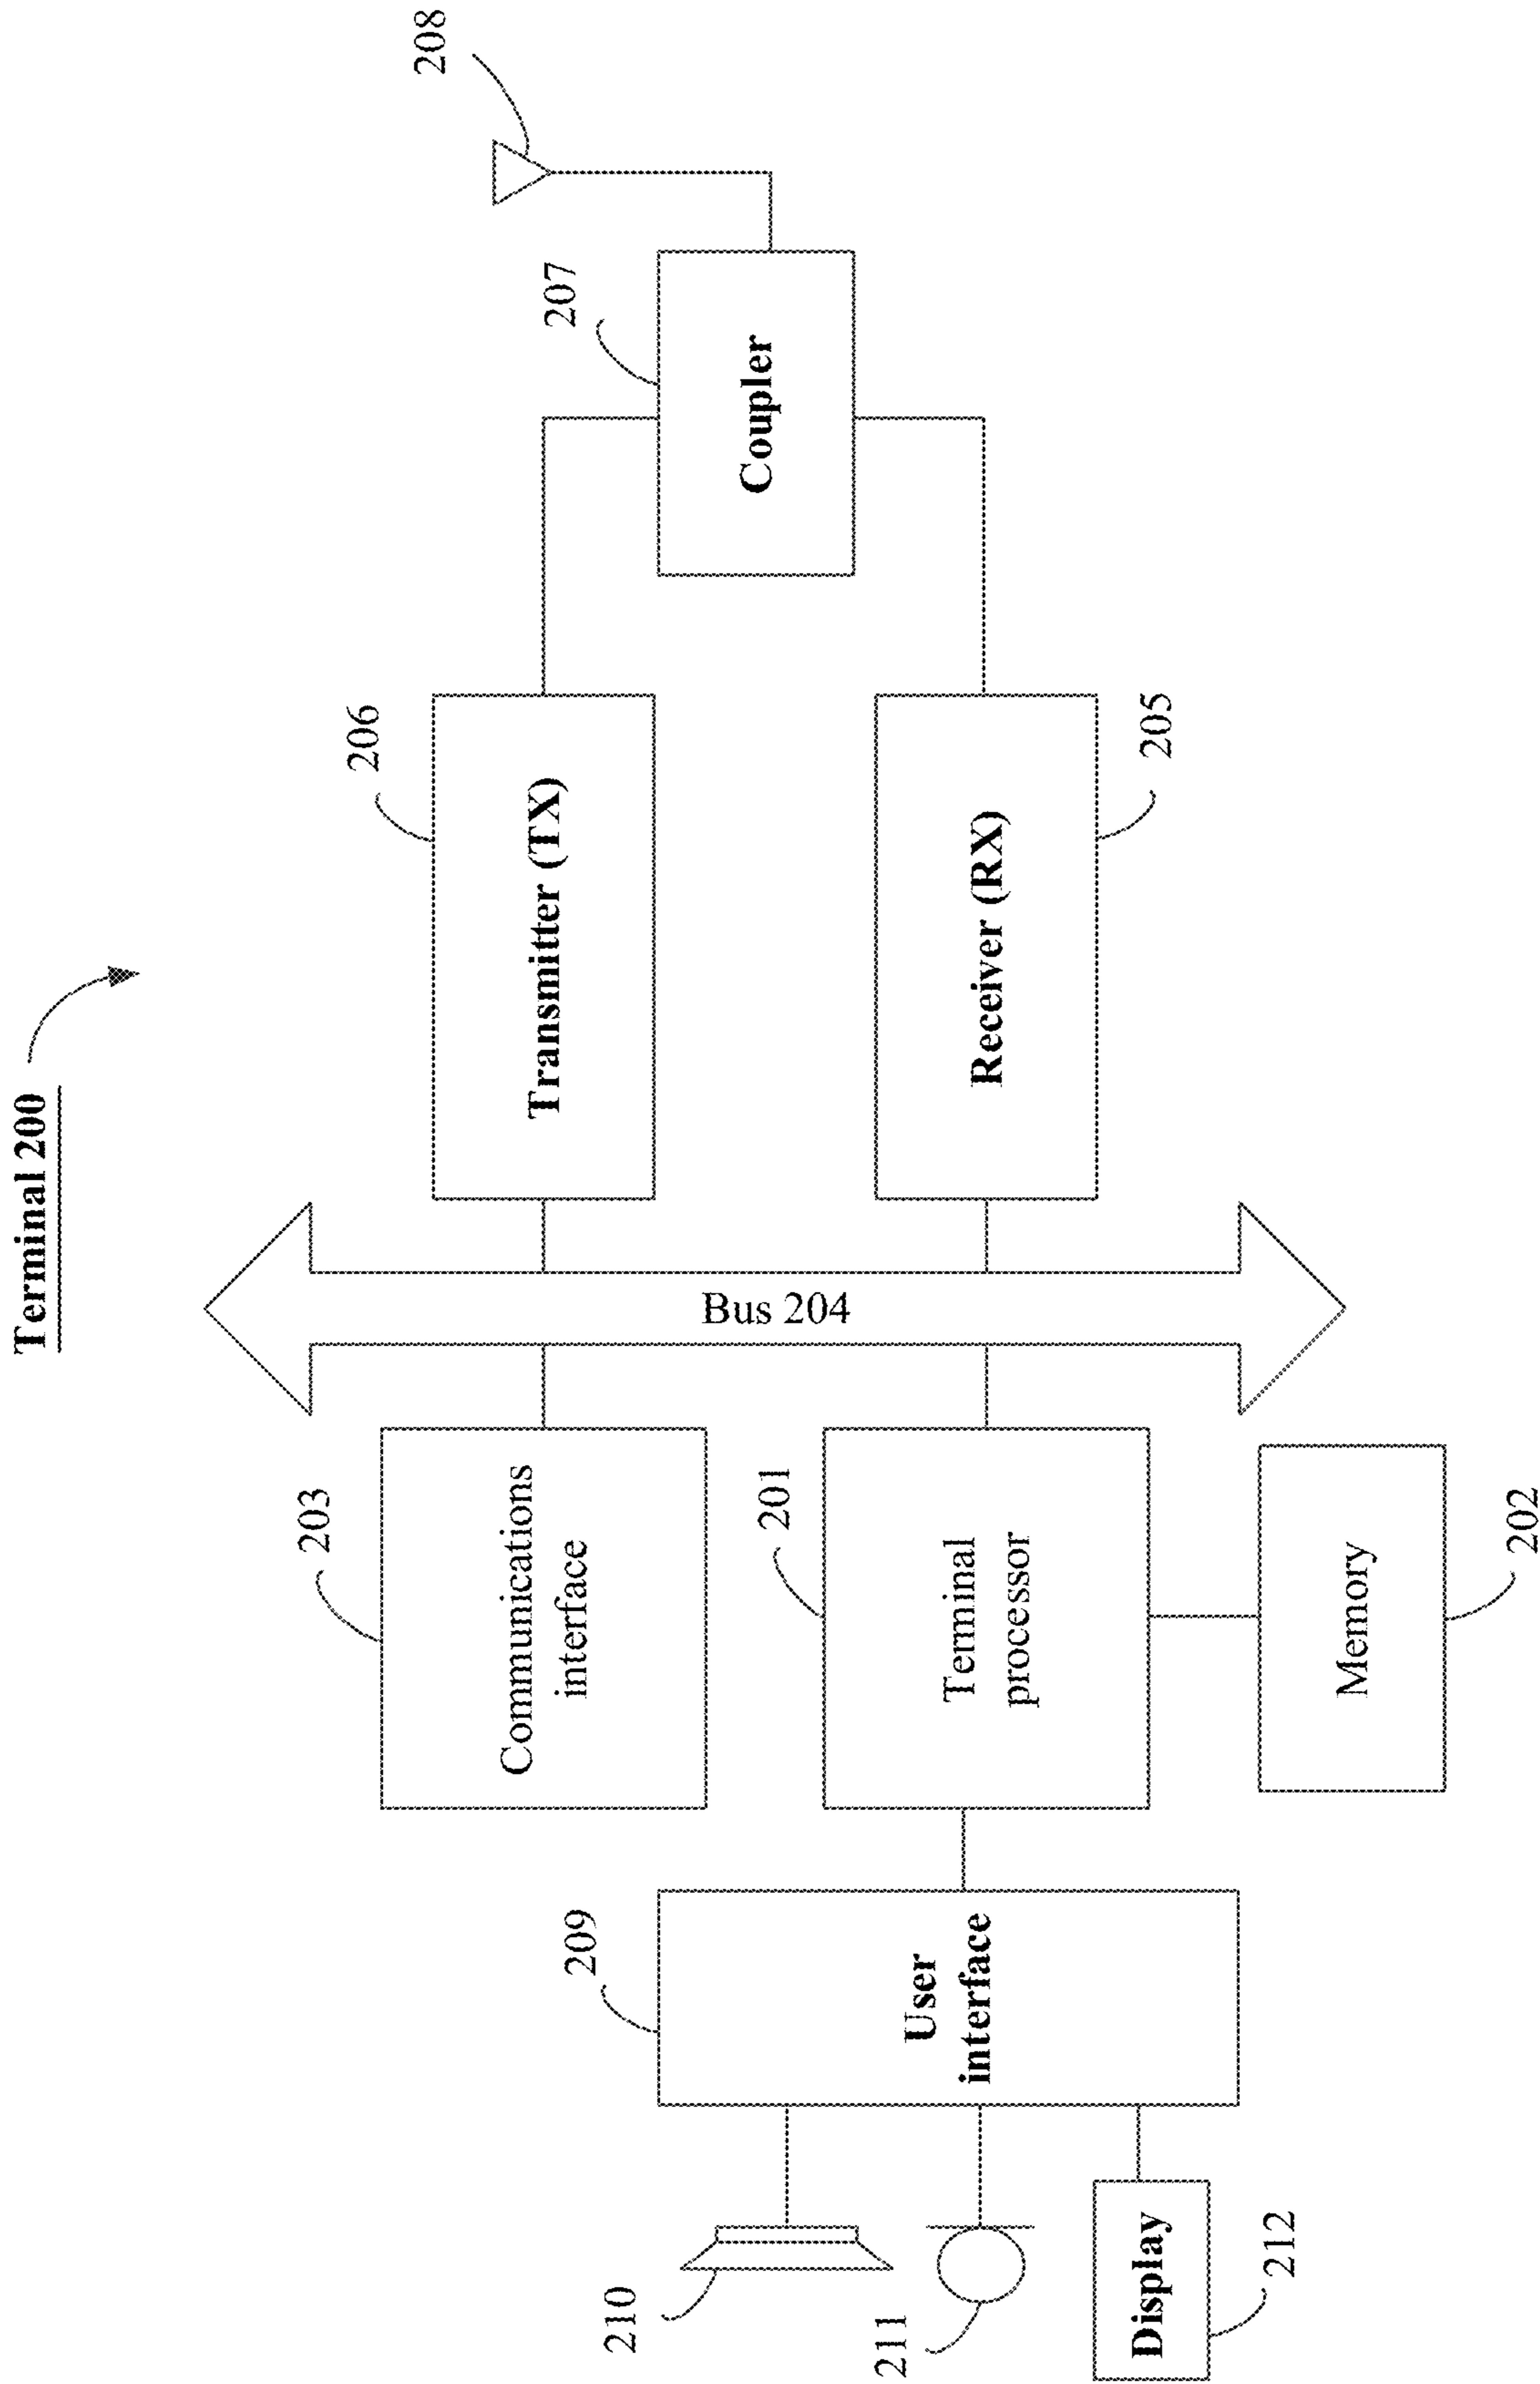 Terminal 200
208
207
Coupler
206
Transmitter (TX)
205
Receiver (RX)
Bus 204
203
Communications
interface
201
Terminal
processor
202
Memory
209
User
interface
210
211
212
Display